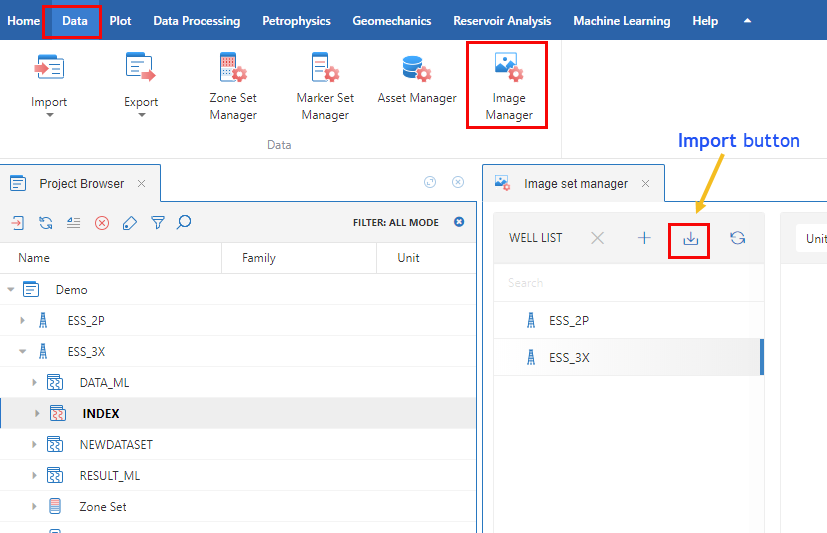 Home Data Plot Data Processing Petrophysics Geomechanics Reservoir Analysis Machine Learning Help
Import Export Zone Set Manager Marker Set Manager Asset Manager Image Manager
Data
Import button
Project Browser
Image set manager
FILTER: ALL MODE
WELL LIST
Unit
Name Family Unit
Search
Demo
ESS_2P
ESS_3X
DATA_ML
INDEX
NEWDATASET
RESULT_ML
Zone Set
ESS_2P
ESS_3X